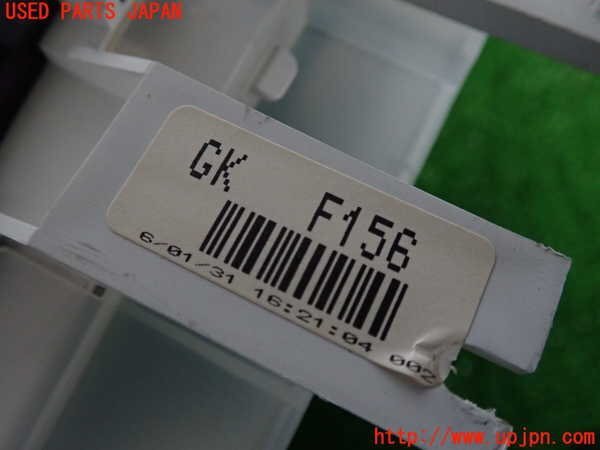 USED PARTS JAPAN
GK
F156
6/01/31 16:21:04 002
http://www.upjpn.com/